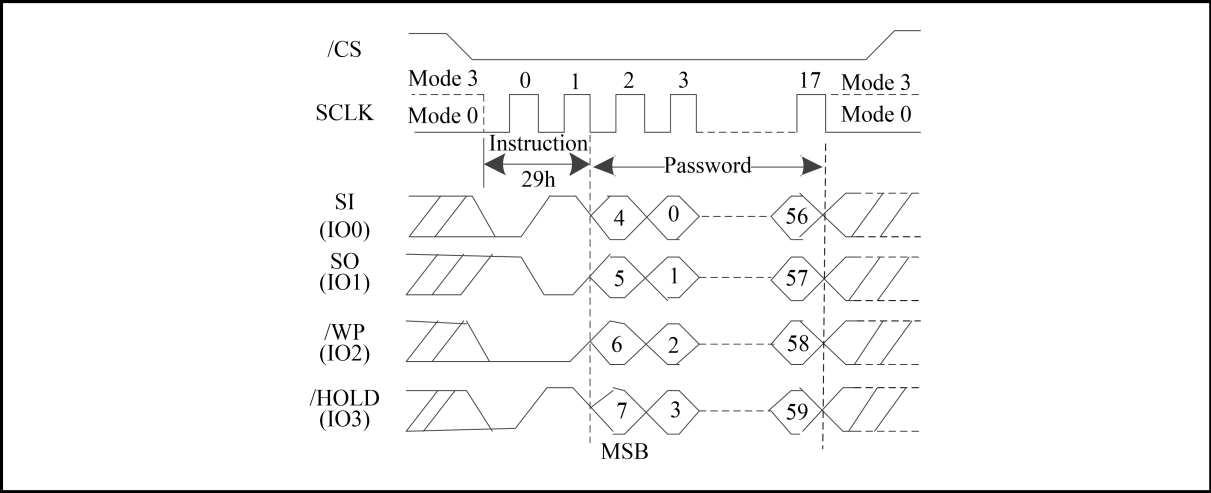 /CS
Mode 3 0 1 2 3 17 Mode 3
SCLK Mode 0 Mode 0
Instruction
Password
29h
SI
(IO0) 4 0 56
SO
(IO1) 5 1 57
/WP
(IO2) 6 2 58
/HOLD
(IO3) 7 3 59
MSB